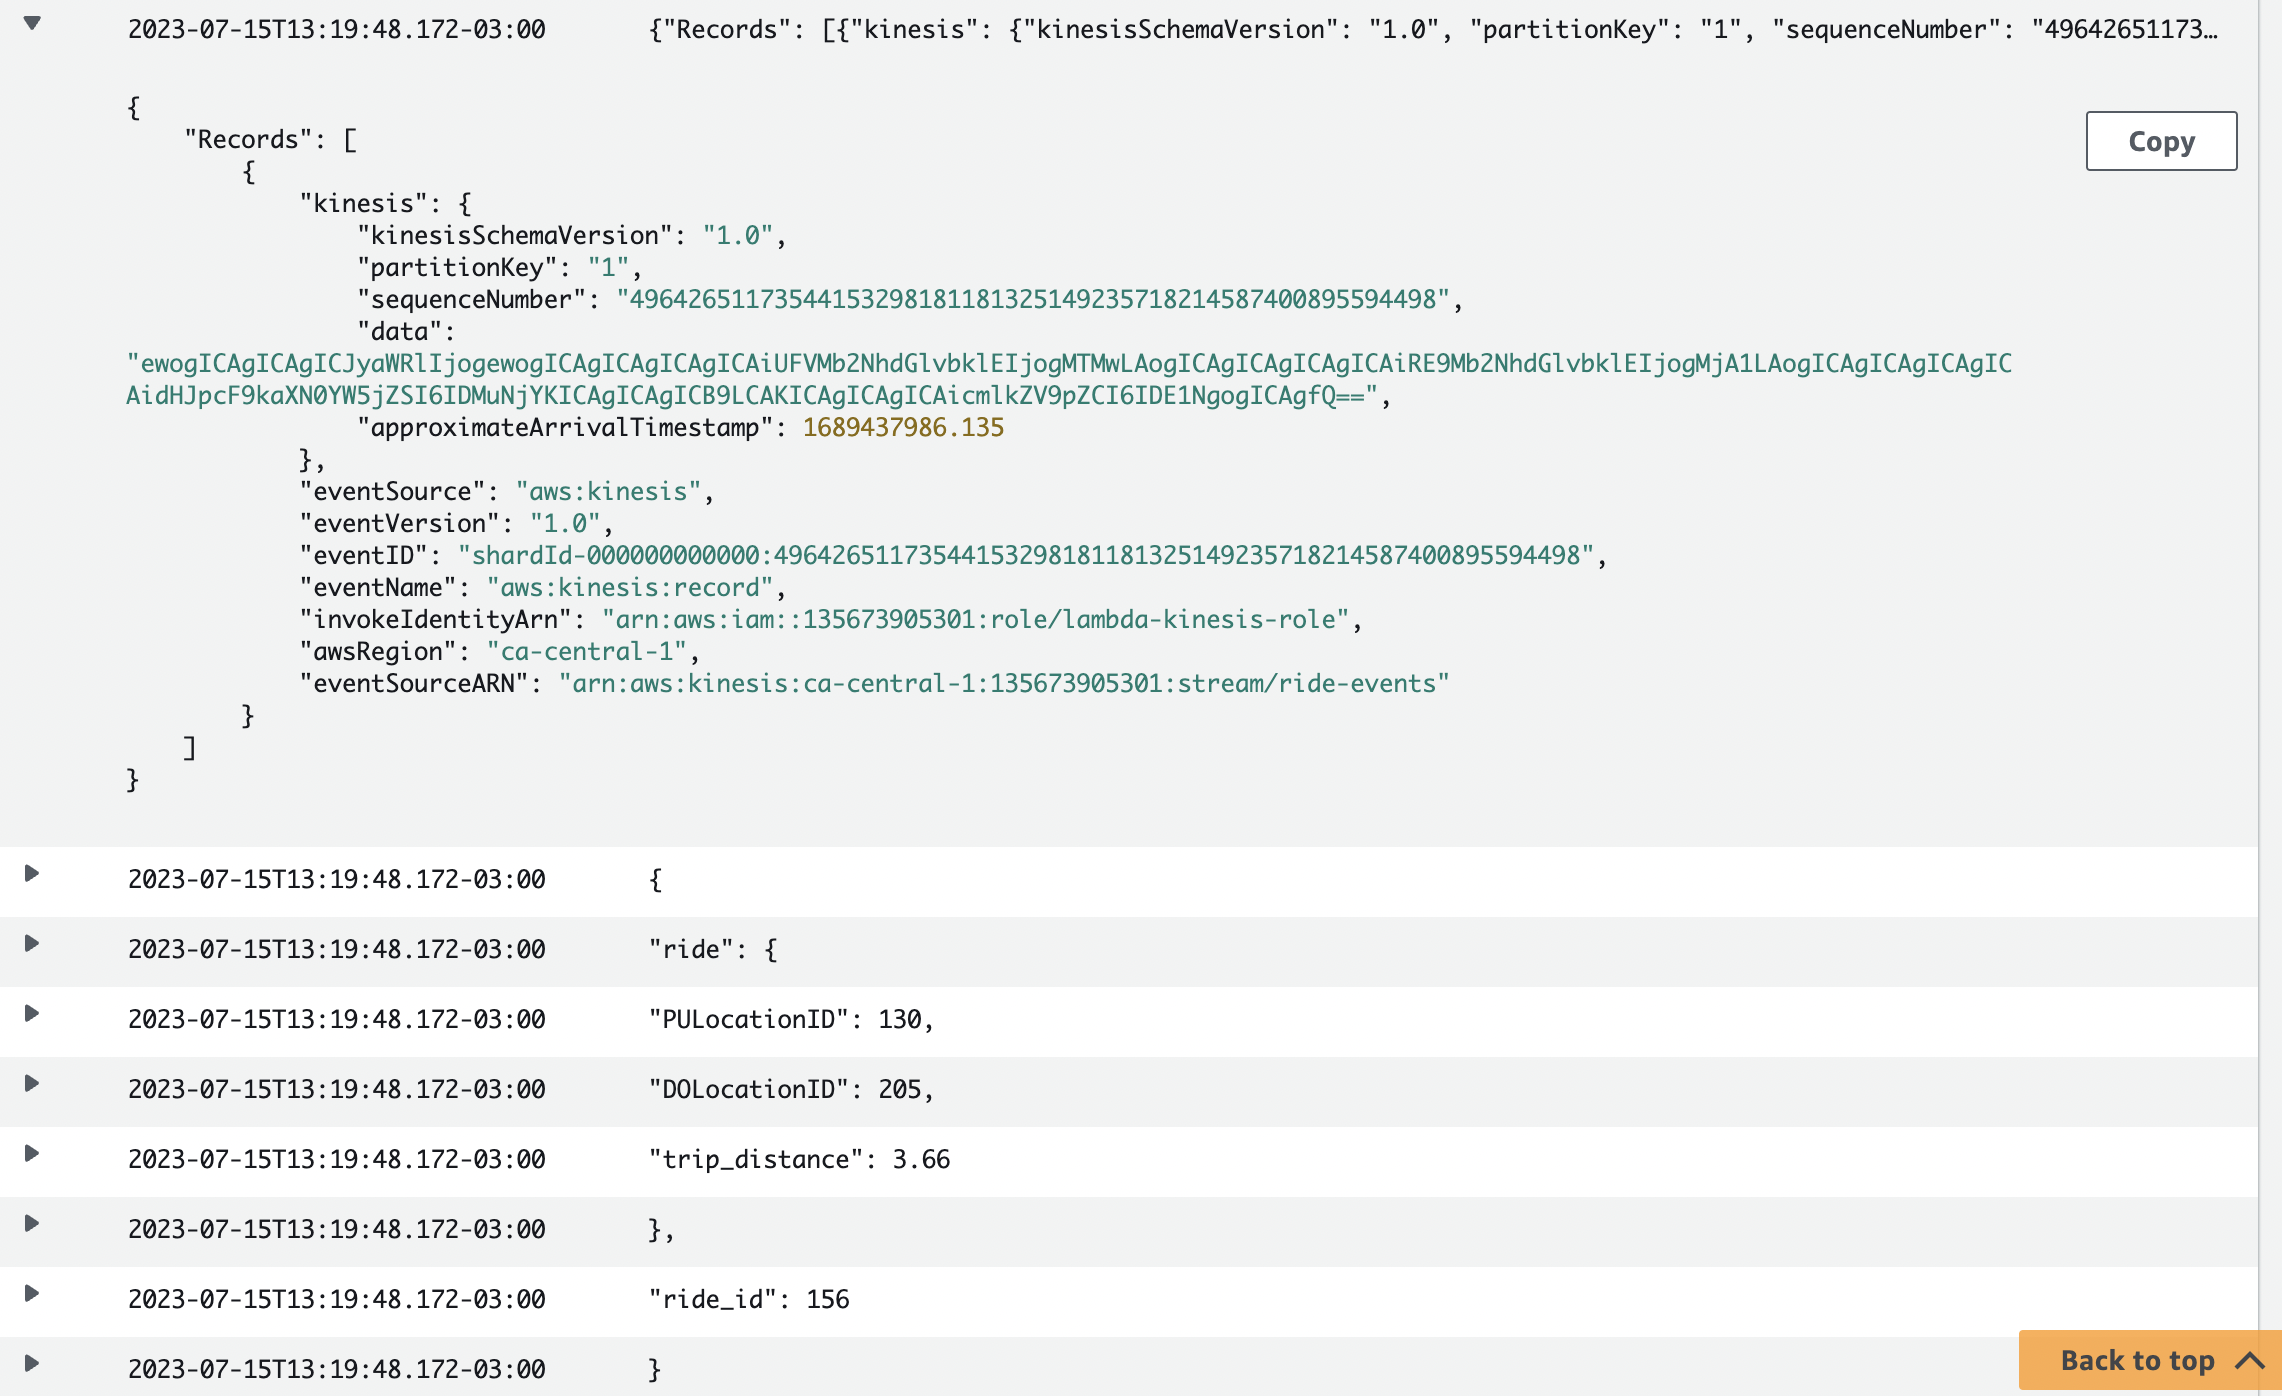 2023-07-15T13:19:48.172-03:00 {"Records": [{"kinesis": {"kinesisSchemaVersion": "1.0", "partitionKey": "1", "sequenceNumber": "49642651173…
{
"Records": [
{
"kinesis": {
"kinesisSchemaVersion": "1.0",
"partitionKey": "1",
"sequenceNumber": "49642651173544153298181181325149235718214587400895594498",
"data":
"ewogICAgICAgICJyaWRlIjogewogICAgICAgICAgICAiUFVMb2NhdGlvbklEIjogMTMwLAogICAgICAgICAgICAiRE9Mb2NhdGlvbklEIjogMjA1LAogICAgICAgICAgIC
AidHJpcF9kaXN0YW5jZSI6IDMuNjYKICAgICAgICB9LCAKICAgICAgICAicmlkZV9pZCI6IDE1NgogICAgfQ==",
"approximateArrivalTimestamp": 1689437986.135
},
"eventSource": "aws:kinesis",
"eventVersion": "1.0",
"eventID": "shardId-000000000000:49642651173544153298181181325149235718214587400895594498",
"eventName": "aws:kinesis:record",
"invokeIdentityArn": "arn:aws:iam::135673905301:role/lambda-kinesis-role",
"awsRegion": "ca-central-1",
"eventSourceARN": "arn:aws:kinesis:ca-central-1:135673905301:stream/ride-events"
}
]
}
Copy
2023-07-15T13:19:48.172-03:00 {
2023-07-15T13:19:48.172-03:00 "ride": {
2023-07-15T13:19:48.172-03:00 "PULocationID": 130,
2023-07-15T13:19:48.172-03:00 "DOLocationID": 205,
2023-07-15T13:19:48.172-03:00 "trip_distance": 3.66
2023-07-15T13:19:48.172-03:00 },
2023-07-15T13:19:48.172-03:00 "ride_id": 156
2023-07-15T13:19:48.172-03:00 }
Back to top